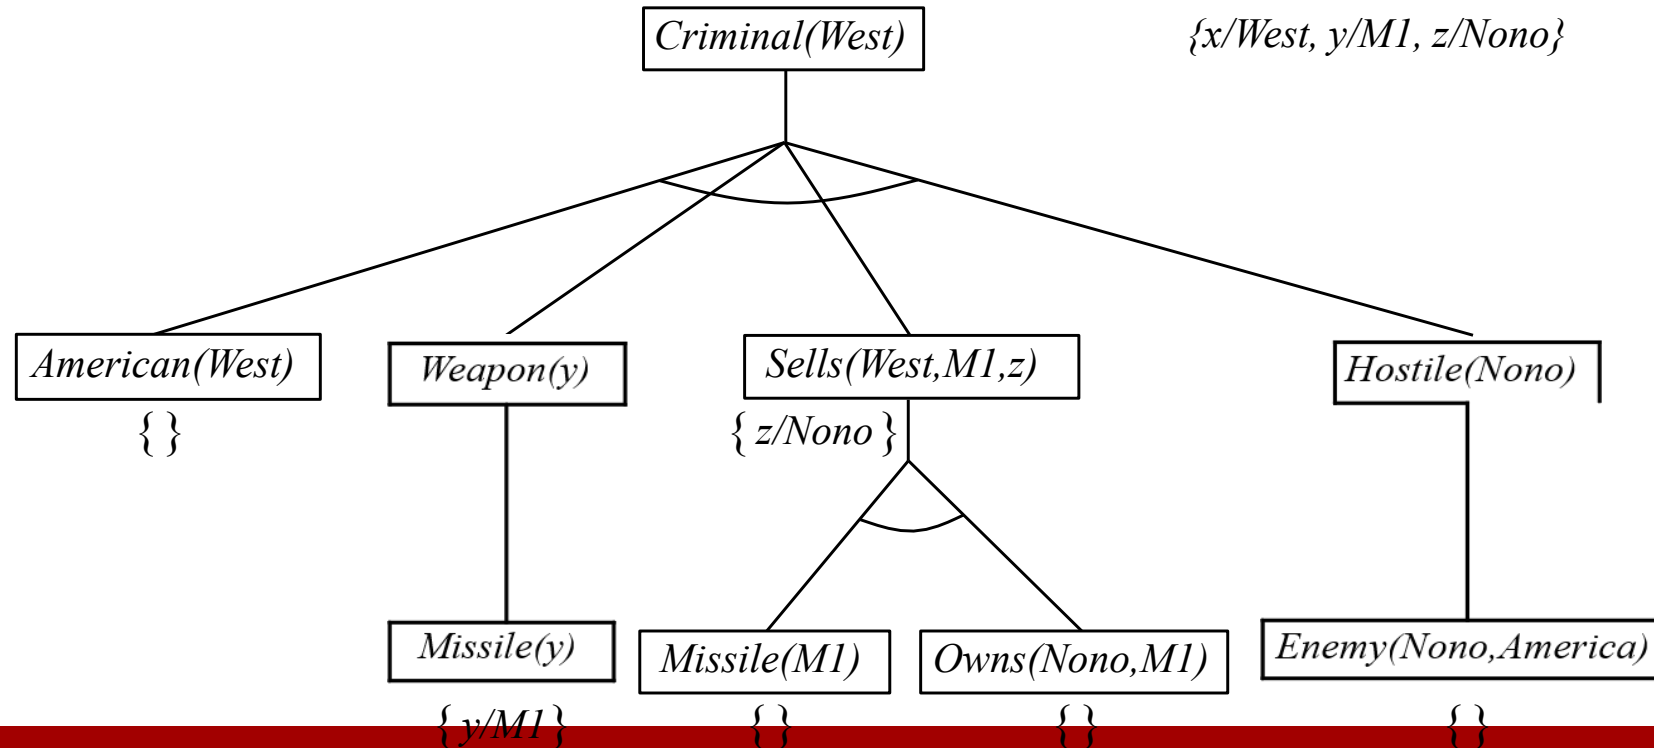 Criminal(West)
{x/West, y/M1, z/Nono}
American(West)
Weapon(y)
Sells(West,M1,z)
Hostile(Nono)
{ }
{ z/Nono }
Missile(y)
Missile(M1)
Owns(Nono,M1)
Enemy(Nono,America)
{ y/M1 }
{ }
{ }
{ }